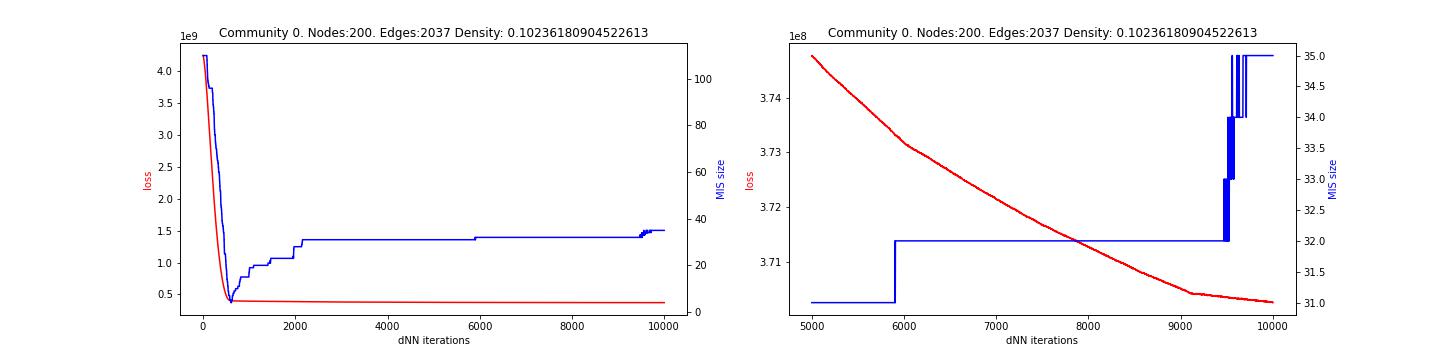 Community 0. Nodes:200. Edges:2037 Density: 0.10236180904522613
1e9
4.0
3.5
3.0
2.5
2.0
1.5
1.0
0.5
loss
100
80
60
40
20
0
MIS size
0 2000 4000 6000 8000 10000
dNN iterations
Community 0. Nodes:200. Edges:2037 Density: 0.10236180904522613
1e8
3.74
3.73
3.72
3.71
loss
35.0
34.5
34.0
33.5
33.0
32.5
32.0
31.5
31.0
MIS size
5000 6000 7000 8000 9000 10000
dNN iterations